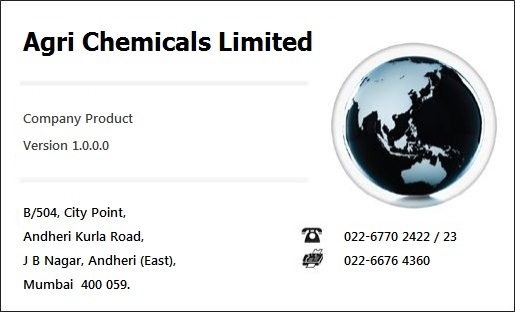 Agri Chemicals Limited
Company Product
Version 1.0.0.0
B/504, City Point,
Andheri Kurla Road,
J B Nagar, Andheri (East),
Mumbai  400 059.
022-6770 2422 / 23
022-6676 4360